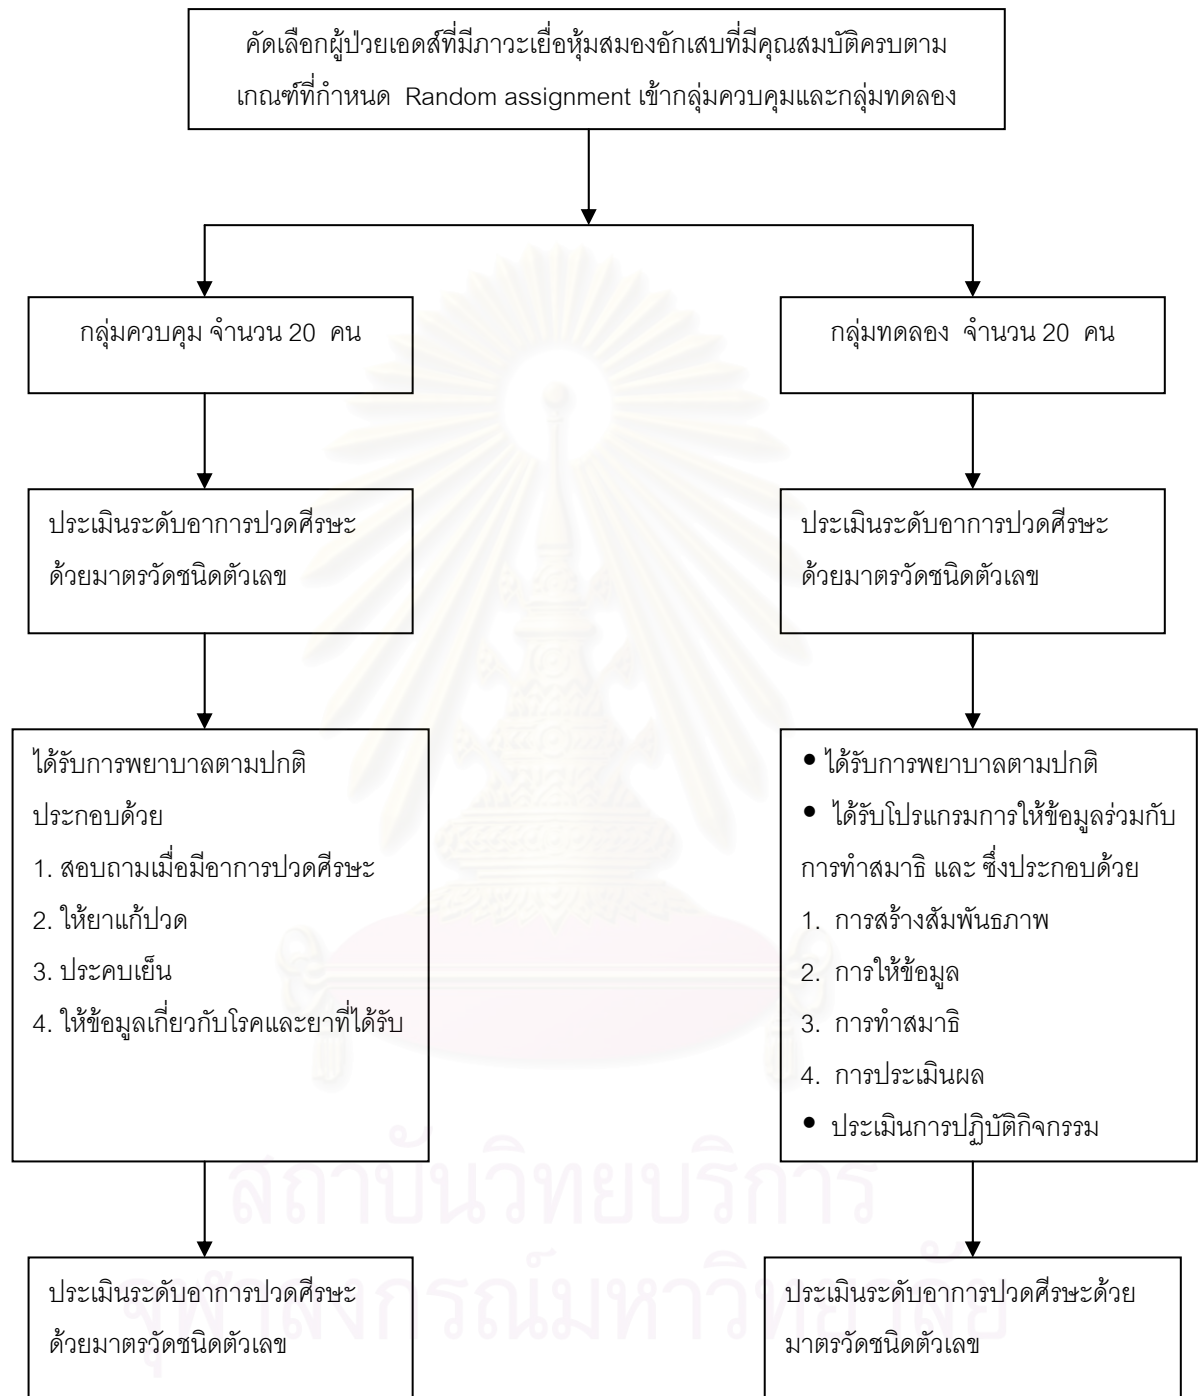 คัดเลือกผู้ป่วยเอดส์ที่มีภาวะเยื่อหุ้มสมองอักเสบที่มีคุณสมบัติครบตาม
เกณฑ์ที่กำหนด Random assignment เข้ากลุ่มควบคุมและกลุ่มทดลอง
กลุ่มควบคุม จำนวน 20 คน
กลุ่มทดลอง จำนวน 20 คน
ประเมินระดับอาการปวดศีรษะ
ด้วยมาตรวัดชนิดตัวเลข
ประเมินระดับอาการปวดศีรษะ
ด้วยมาตรวัดชนิดตัวเลข
ได้รับการพยาบาลตามปกติ
ประกอบด้วย
1. สอบถามเมื่อมีอาการปวดศีรษะ
2. ให้ยาแก้ปวด
3. ประคบเย็น
4. ให้ข้อมูลเกี่ยวกับโรคและยาที่ได้รับ
• ได้รับการพยาบาลตามปกติ
• ได้รับโปรแกรมการให้ข้อมูลร่วมกับ
การทำสมาธิ และ ซึ่งประกอบด้วย
1. การสร้างสัมพันธภาพ
2. การให้ข้อมูล
3. การทำสมาธิ
4. การประเมินผล
• ประเมินการปฏิบัติกิจกรรม
ประเมินระดับอาการปวดศีรษะ
ด้วยมาตรวัดชนิดตัวเลข
ประเมินระดับอาการปวดศีรษะด้วย
มาตรวัดชนิดตัวเลข
สถาบันวิทยบริการ
จุฬาลงกรณ์มหาวิทยาลัย